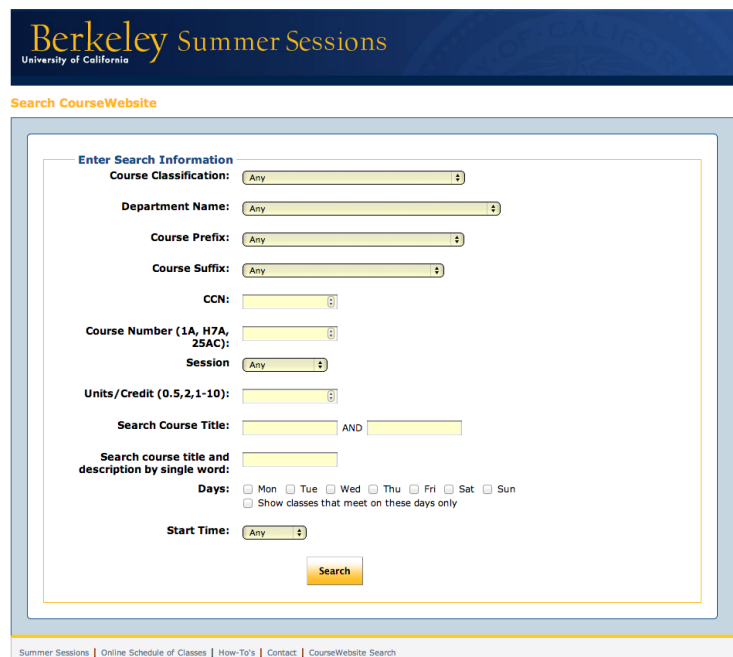 Berkeley Summer Sessions
University of California
Search CourseWebsite
Enter Search Information
Course Classification: Any
Department Name: Any
Course Prefix: Any
Course Suffix: Any
CCN:
Course Number (1A, H7A,
25AC):
Session Any
Units/Credit (0.5,2,1-10):
Search Course Title: AND
Search course title and
description by single word:
Days: Mon Tue Wed Thu Fri Sat Sun
Show classes that meet on these days only
Start Time: Any
Search
Summer Sessions | Online Schedule of Classes | How-To's | Contact | CourseWebsite Search